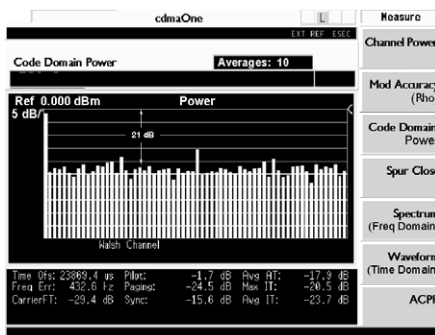 cdmaOne
L
Measure
EXT REF ESEC
Channel Power
Code Domain Power
Averages: 10
Mod Accuracy
(Rho
Ref 0.000 dBm
Power
5 dB/
21 dB
Code Domain
Power
Spur Close
Spectrum
(Freq Domain
Walsh Channel
Waveform
(Time Domain
Time Ofs: 23869.4 us Pilot: -1.7 dB Avg AT: -17.9 dB
Freq Err: 432.6 hz Paging: -24.5 dB Max IT: -20.5 dB
CarrierFT: -29.4 dB Sync: -15.6 dB Avg IT: -23.7 dB
ACP